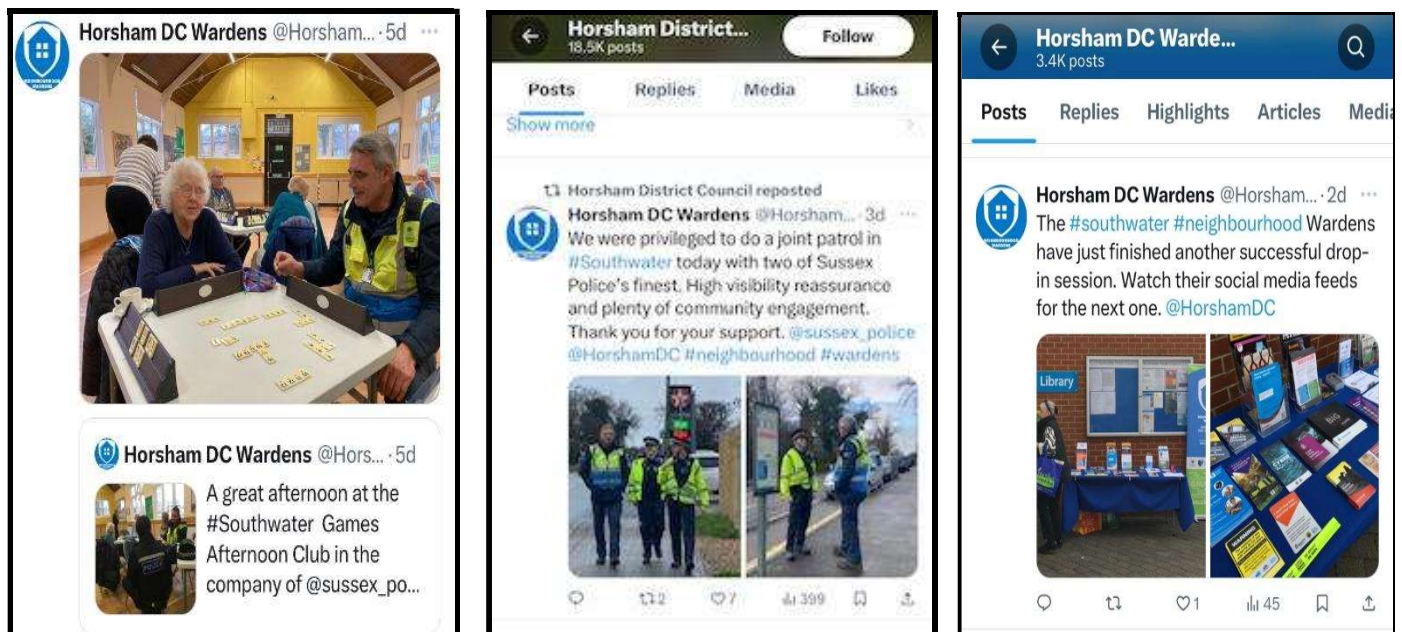 Horsham DC Wardens @Horsham... · 5d
Horsham DC Wardens @Hors... · 5d
A great afternoon at the
#Southwater Games
Afternoon Club in the
company of @sussex_po...
Horsham District...
18.5K posts
Follow
Posts Replies Media Likes
Show more
Horsham District Council reposted
Horsham DC Wardens @Horsham... · 3d
We were privileged to do a joint patrol in
#Southwater today with two of Sussex
Police's finest. High visibility reassurance
and plenty of community engagement.
Thank you for your support. @sussex_police
@HorshamDC #neighbourhood #wardens
2 7 399
Horsham DC Warde...
3.4K posts
Posts Replies Highlights Articles Media
Horsham DC Wardens @Horsham... · 2d
The #southwater #neighbourhood Wardens
have just finished another successful drop-
in session. Watch their social media feeds
for the next one. @HorshamDC
Library
WARNING
1 45